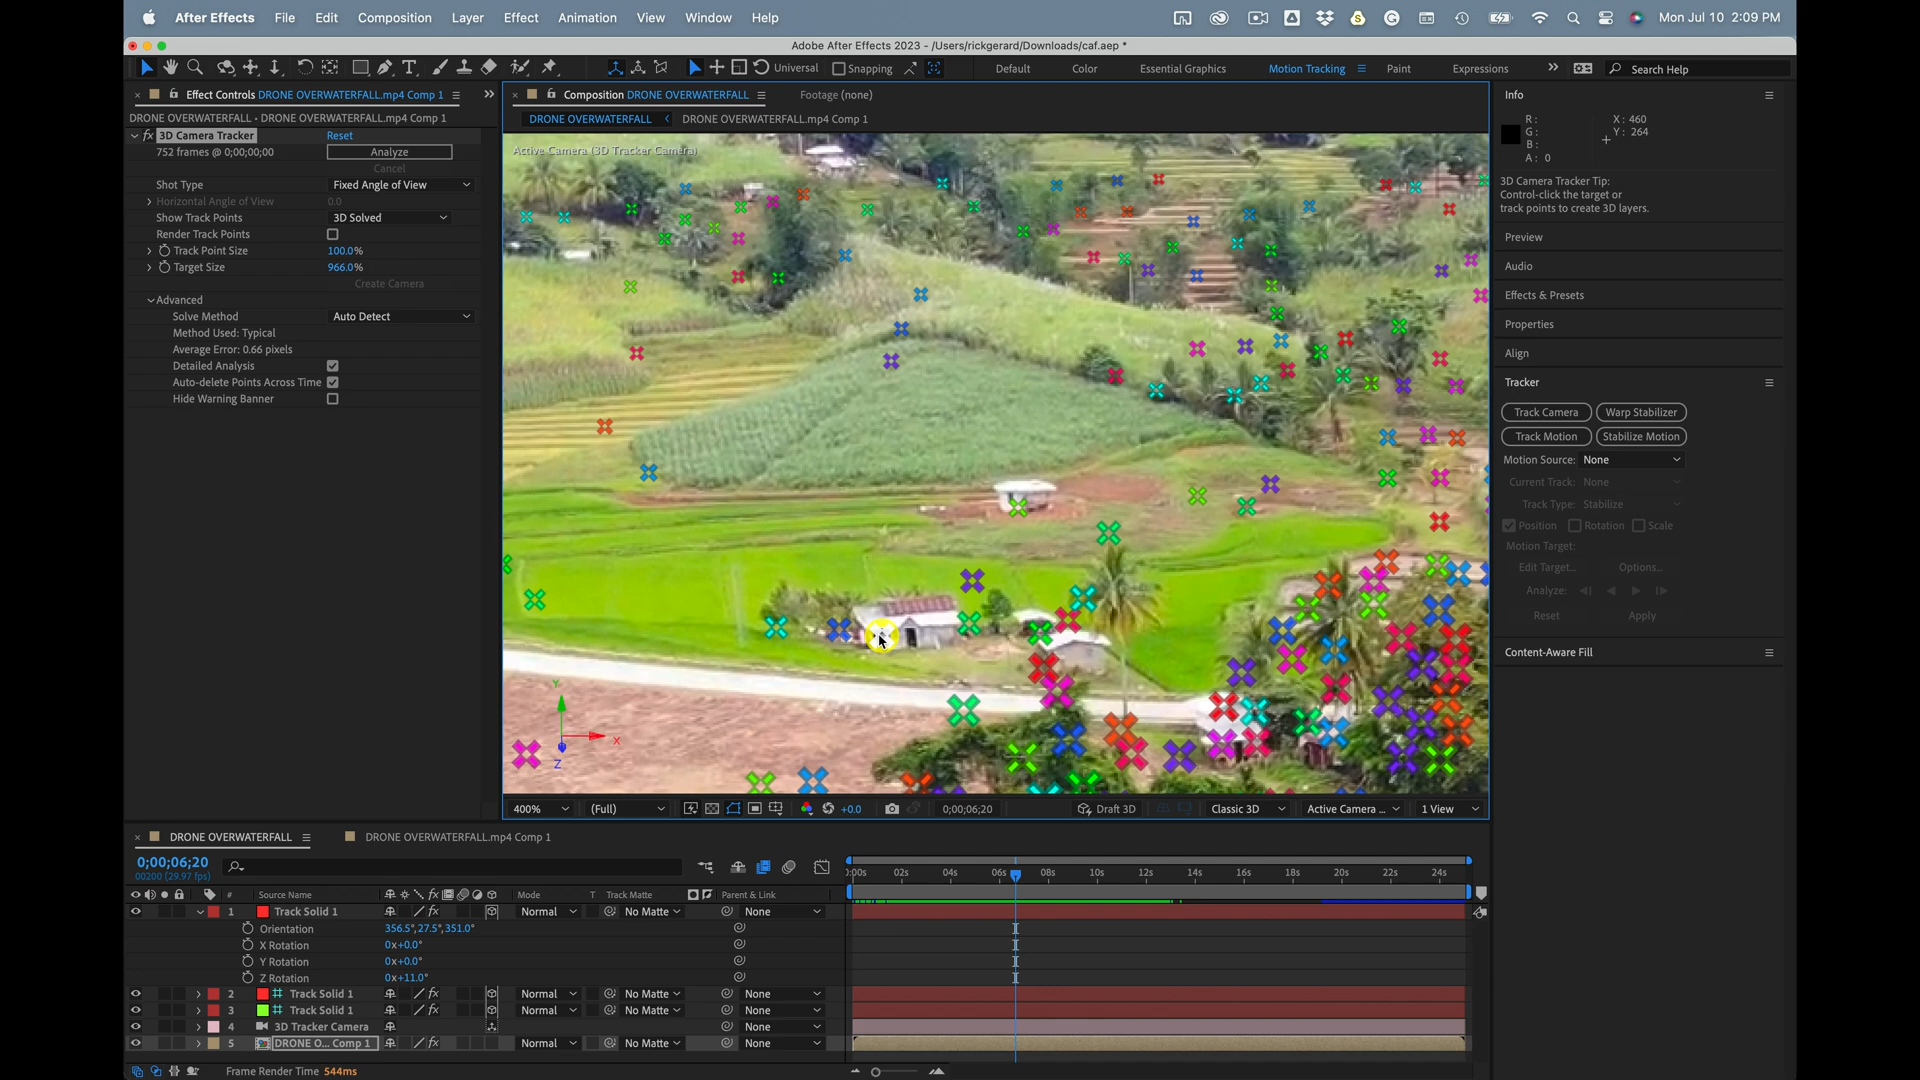 After Effects File Edit Composition Layer Effect Animation View Window Help Mon Jul 10 2:09 PM
Adobe After Effects 2023 - /Users/rickgerard/Downloads/caf.aep *
Universal Snapping Default Color Essential Graphics Motion Tracking Paint Expressions Search Help
Effect Controls DRONE OVERWATERFALL.mp4 Comp 1
DRONE OVERWATERFALL • DRONE OVERWATERFALL.mp4 Comp 1
fx 3D Camera Tracker Reset
752 frames @ 0;00;00;00 Analyze
Cancel
Shot Type Fixed Angle of View
Horizontal Angle of View 0.0
Show Track Points 3D Solved
Render Track Points
Track Point Size 100.0%
Target Size 966.0%
Create Camera
Advanced
Solve Method Auto Detect
Method Used: Typical
Average Error: 0.66 pixels
Detailed Analysis
Auto-delete Points Across Time
Hide Warning Banner
Composition DRONE OVERWATERFALL Footage (none)
DRONE OVERWATERFALL DRONE OVERWATERFALL.mp4 Comp 1
Active Camera (3D Tracker Camera)
Y
X
Z
400% (Full) +0.0 0;00;06;20 Draft 3D Classic 3D Active Camera ... 1 View
Info
R: X: 460
G: Y: 264
B:
A: 0
3D Camera Tracker Tip:
Control-click the target or
track points to create 3D layers.
Preview
Audio
Effects & Presets
Properties
Align
Tracker
Track Camera Warp Stabilizer
Track Motion Stabilize Motion
Motion Source: None
Current Track: None
Track Type: Stabilize
Position Rotation Scale
Motion Target:
Edit Target... Options...
Analyze:
Reset Apply
Content-Aware Fill
DRONE OVERWATERFALL DRONE OVERWATERFALL.mp4 Comp 1
0;00;06;20
00200 (29.97 fps)
):00s 02s 04s 06s 08s 10s 12s 14s 16s 18s 20s 22s 24s
# Source Name fx Mode T Track Matte Parent & Link
1 Track Solid 1 fx Normal No Matte None
Orientation 356.5°,27.5°,351.0°
X Rotation 0x+0.0°
Y Rotation 0x+0.0°
Z Rotation 0x+11.0°
2 Track Solid 1 fx Normal No Matte None
3 Track Solid 1 fx Normal No Matte None
4 3D Tracker Camera None
5 DRONE O... Comp 1 fx Normal No Matte None
Frame Render Time 544ms